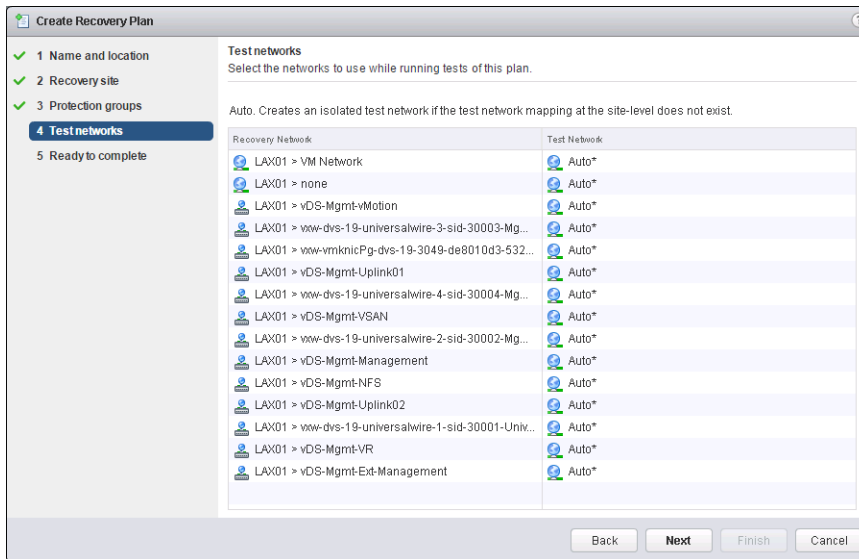 Create Recovery Plan
1 Name and location
2 Recovery site
3 Protection groups
4 Test networks
5 Ready to complete
Test networks
Select the networks to use while running tests of this plan.
Auto. Creates an isolated test network if the test network mapping at the site-level does not exist.
Recovery Network Test Network
LAX01 > VM Network Auto*
LAX01 > none Auto*
LAX01 > vDS-Mgmt-vMotion Auto*
LAX01 > vxw-dvs-19-universalwire-3-sid-30003-Mg... Auto*
LAX01 > vxw-vmknicPg-dvs-19-3049-de8010d3-532... Auto*
LAX01 > vDS-Mgmt-Uplink01 Auto*
LAX01 > vxw-dvs-19-universalwire-4-sid-30004-Mg... Auto*
LAX01 > vDS-Mgmt-VSAN Auto*
LAX01 > vxw-dvs-19-universalwire-2-sid-30002-Mg... Auto*
LAX01 > vDS-Mgmt-Management Auto*
LAX01 > vDS-Mgmt-NFS Auto*
LAX01 > vDS-Mgmt-Uplink02 Auto*
LAX01 > vxw-dvs-19-universalwire-1-sid-30001-Univ... Auto*
LAX01 > vDS-Mgmt-VR Auto*
LAX01 > vDS-Mgmt-Ext-Management Auto*
Back Next Finish Cancel